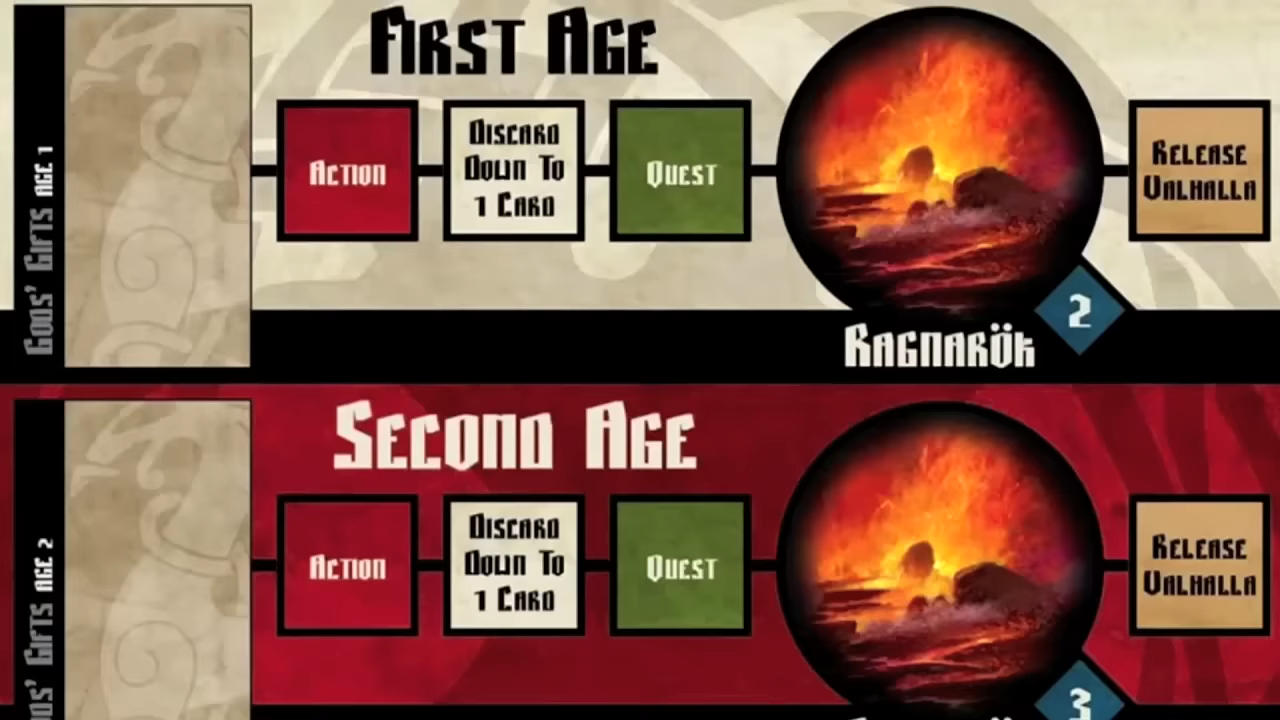 First Age
Gods' Gifts Age 1
Action
Discard
Down To
1 Card
Quest
Release
Valhalla
2
Ragnarök
Second Age
Gifts Age 2
Action
Discard
Down To
1 Card
Quest
Release
Valhalla
3